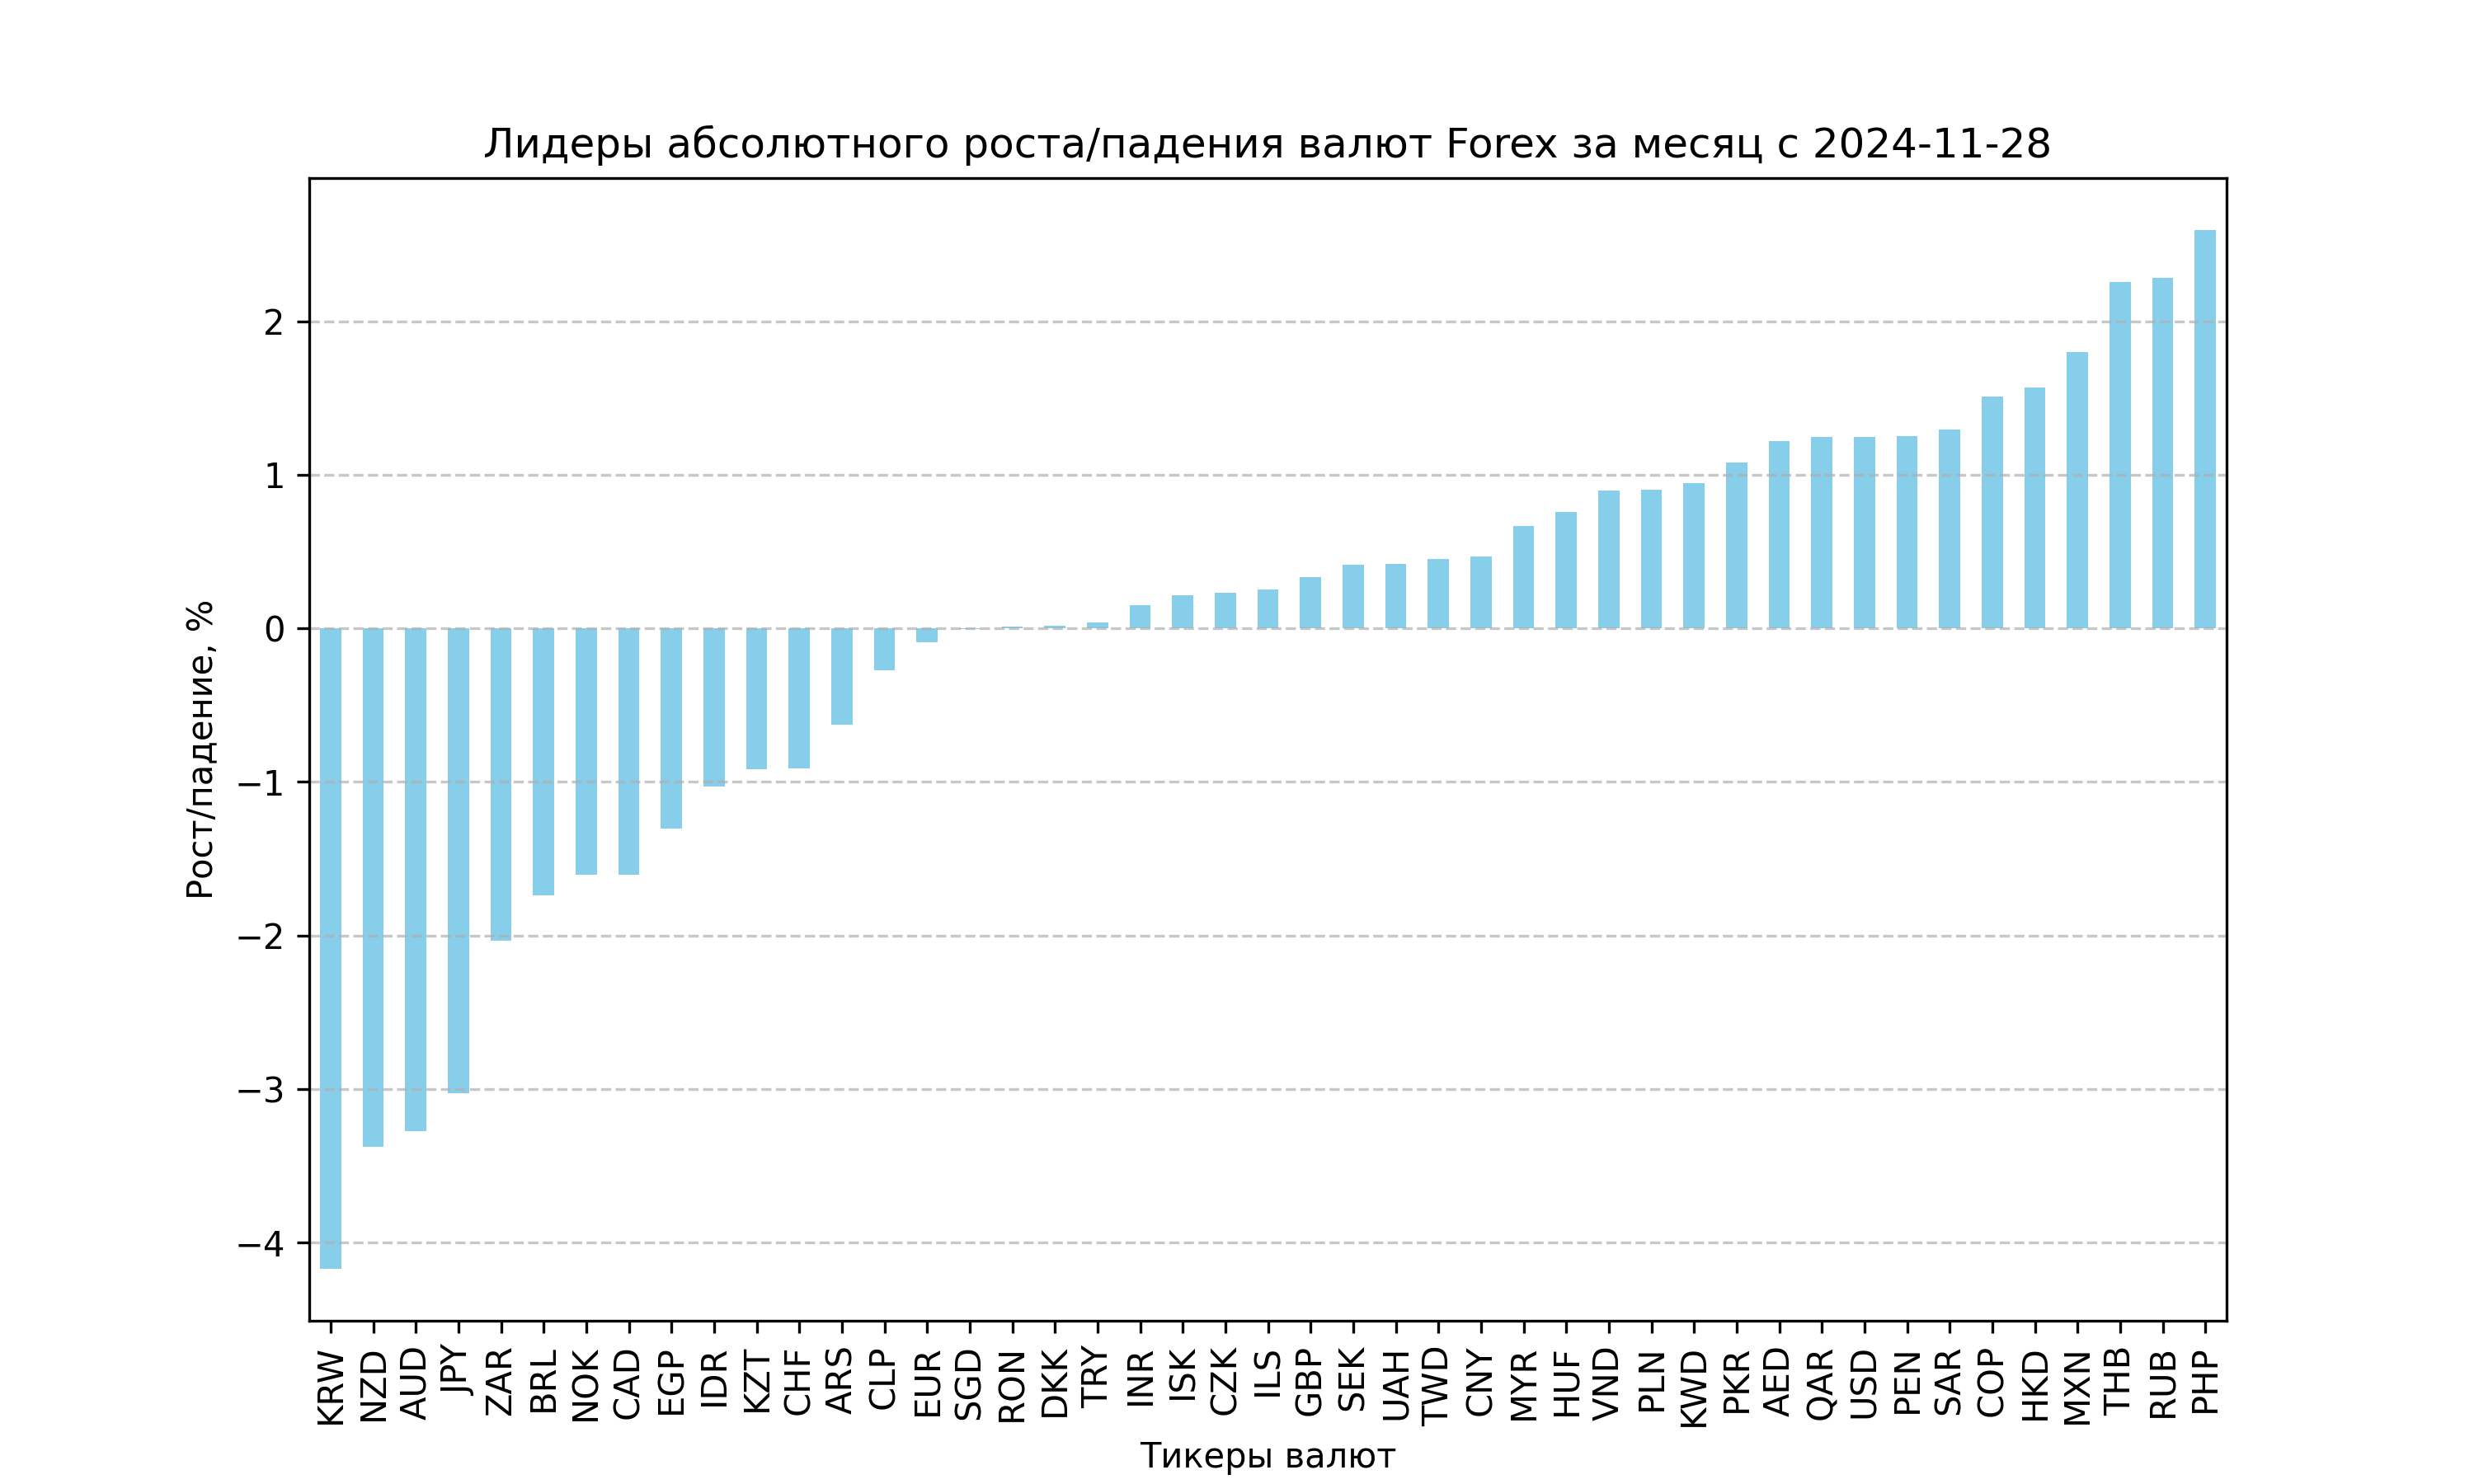 Лидеры абсолютного роста/падения валют Forex за месяц с 2024-11-28
Рост/падение, %
2
1
0
−1
−2
−3
−4
KRW NZD AUD JPY ZAR BRL NOK CAD EGP IDR KZT CHF ARS CLP EUR SGD RON DKK TRY INR ISK CZK ILS GBP SEK UAH TWD CNY MYR HUF VND PLN KWD PKR AED QAR USD PEN SAR COP HKD MXN THB RUB PHP
Тикеры валют